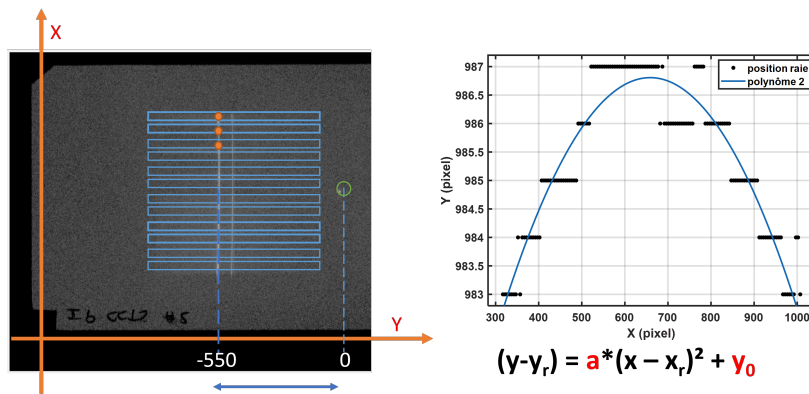 X
Y
-550
0
987
986.5
986
985.5
985
984.5
984
983.5
983
Y (pixel)
position raie
polynôme 2
300 400 500 600 700 800 900 1000
X (pixel)
(y-yᵣ) = a*(x – xᵣ)² + y₀